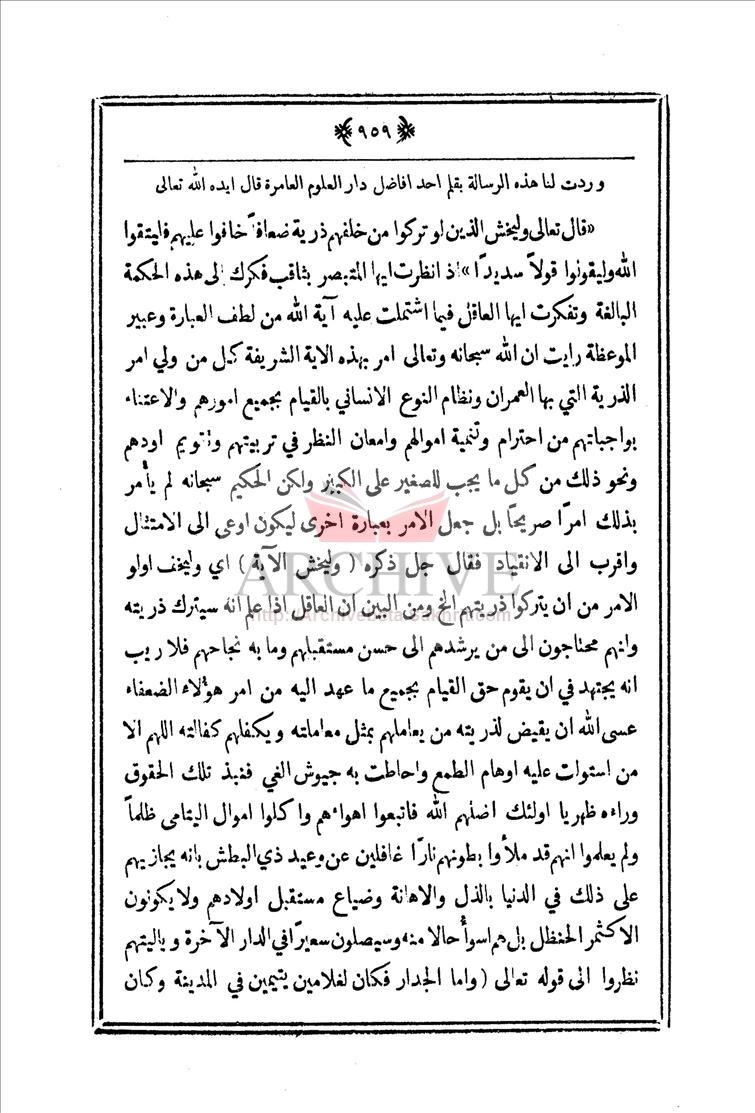 ﴿ ٩٥٩ ﴾
وردت لنا هذه الرسالة بقلم احد افاضل دار العلوم العامرة قال ايده الله تعالى
«قال تعالى وليخش الذين لو تركوا من خلفهم ذرية ضعافاً خافوا عليهم فليتقوا
الله وليقولوا قولاً سديدًا» اذ انظرت ايها المتبصر بثاقب فكرك الى هذه الحكمة
البالغة وتفكرت ايها العاقل فيما اشتملت عليه آية الله من لطف العبارة وعبير
الموعظة رايت ان الله سبحانه وتعالى امر بهذه الاية الشريفة كل من ولي امر
الذرية التي بها العمران ونظام النوع الانساني بالقيام بجميع امورهم والاعتناء
بواجباتهم من احترام وتنمية اموالهم وامعان النظر في تربيتهم وتقويم اودهم
ونحو ذلك من كل ما يجب للصغير على الكبير ولكن الحكيم سبحانه لم يأمر
بذلك امرًا صريحًا بل جعل الامر بعبارة اخرى ليكون اوعى الى الامتثال
واقرب الى الانقياد فقال جل ذكره ( وليخش الآية ) اي وليخف اولو
الامر من ان يتركوا ذريتهم الخ ومن البين ان العاقل اذا علم انه سيترك ذريته
وانهم محتاجون الى من يرشدهم الى حسن مستقبلهم وما به نجاحهم فلا ريب
انه يجتهد في ان يقوم حق القيام بجميع ما عهد اليه من امر هؤلاء الضعفاء
عسى الله ان يقيض لذريته من يعاملهم بمثل معاملته ويكفلهم كفالته اللهم الا
من استوات عليه اوهام الطمع واحاطت به جيوش الغي فنبذ تلك الحقوق
وراءه ظهريا اولئك اضلهم الله فاتبعوا اهواءهم واكلوا اموال اليتامى ظلماً
ولم يعلموا انهم قد ملأوا بطونهم نارًا غافلين عن وعيد ذي البطش بانه يجازيهم
على ذلك في الدنيا بالذل والاهانة وضياع مستقبل اولادهم ولا يكونون
الا كثمر الحنظل بل هم اسوأ حالا منه وسيصلون سعيرًا في الدار الآخرة وياليتهم
نظروا الى قوله تعالى (واما الجدار فكان لغلامين يتيمين في المدينة وكان
ARCHIVE